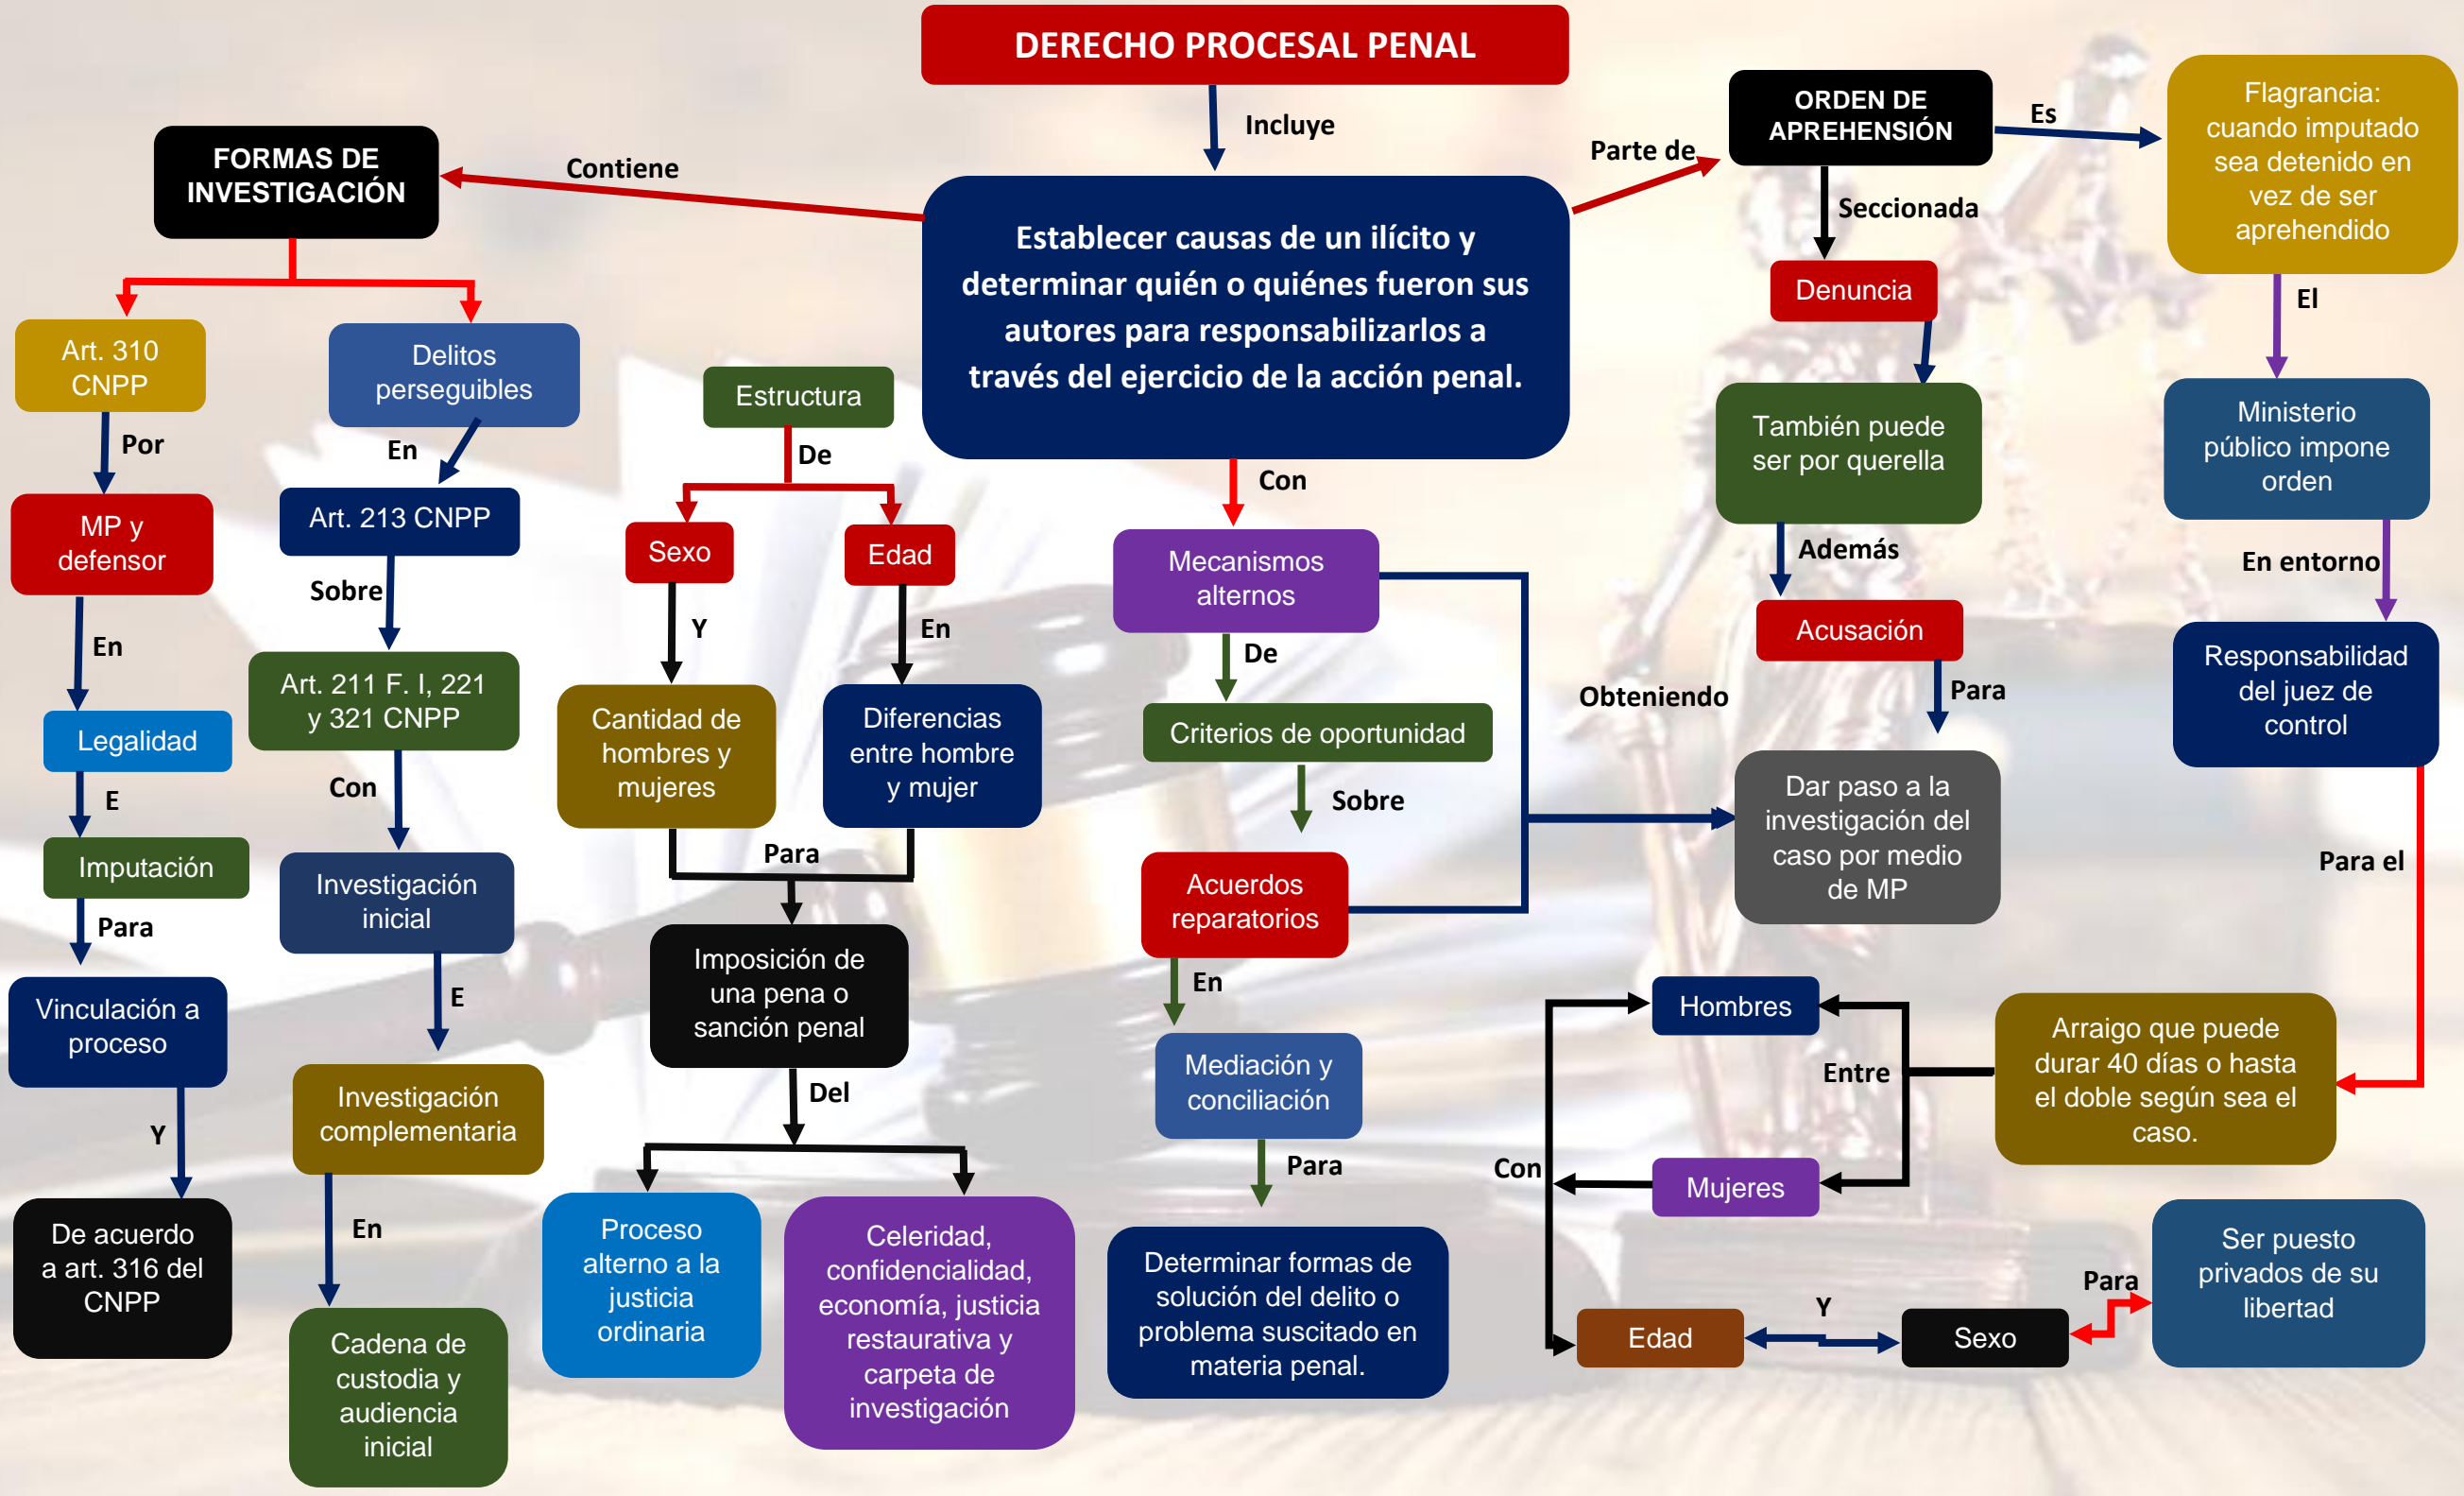 DERECHO PROCESAL PENAL
Incluye
Establecer causas de un ilícito y
determinar quién o quiénes fueron sus
autores para responsabilizarlos a
través del ejercicio de la acción penal.
Contiene
FORMAS DE
INVESTIGACIÓN
Art. 310
CNPP
Por
MP y
defensor
En
Legalidad
E
Imputación
Para
Vinculación a
proceso
Y
De acuerdo
a art. 316 del
CNPP
Delitos
perseguibles
En
Art. 213 CNPP
Sobre
Art. 211 F. I, 221
y 321 CNPP
Con
Investigación
inicial
E
Investigación
complementaria
En
Cadena de
custodia y
audiencia
inicial
Estructura
De
Sexo
Edad
Y
En
Cantidad de
hombres y
mujeres
Diferencias
entre hombre
y mujer
Para
Imposición de
una pena o
sanción penal
Del
Proceso
alterno a la
justicia
ordinaria
Celeridad,
confidencialidad,
economía, justicia
restaurativa y
carpeta de
investigación
Con
Mecanismos
alternos
De
Criterios de oportunidad
Sobre
Acuerdos
reparatorios
En
Mediación y
conciliación
Para
Determinar formas de
solución del delito o
problema suscitado en
materia penal.
Obteniendo
Parte de
ORDEN DE
APREHENSIÓN
Seccionada
Denuncia
También puede
ser por querella
Además
Acusación
Para
Dar paso a la
investigación del
caso por medio
de MP
Es
Flagrancia:
cuando imputado
sea detenido en
vez de ser
aprehendido
El
Ministerio
público impone
orden
En entorno
Responsabilidad
del juez de
control
Para el
Arraigo que puede
durar 40 días o hasta
el doble según sea el
caso.
Entre
Hombres
Mujeres
Con
Edad
Y
Sexo
Para
Ser puesto
privados de su
libertad